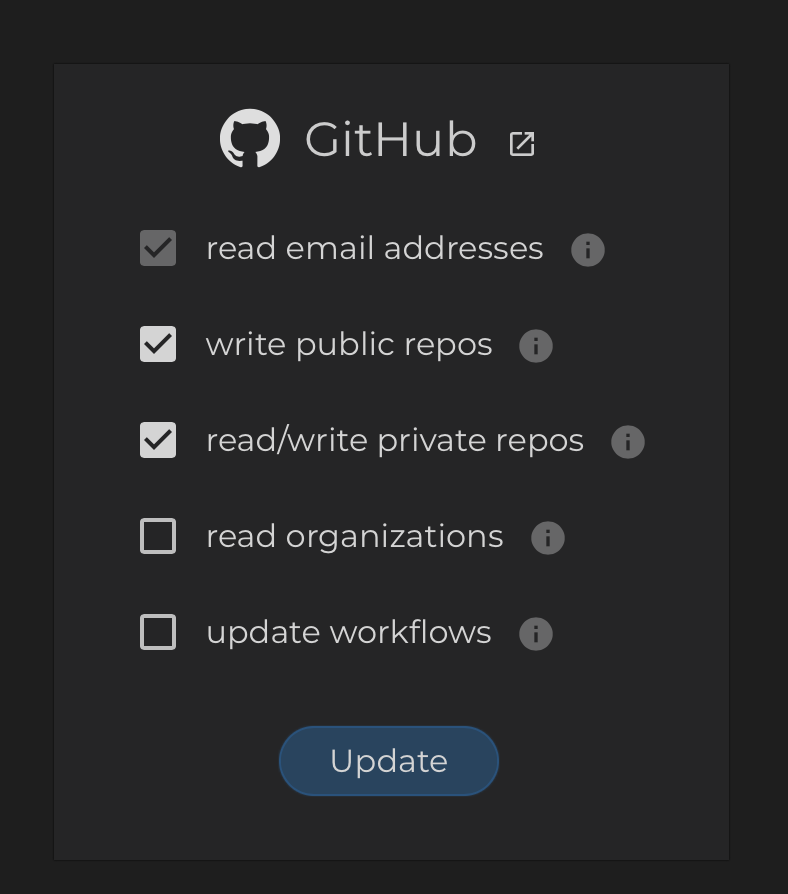 GitHub
read email addresses
write public repos
read/write private repos
read organizations
update workflows
Update